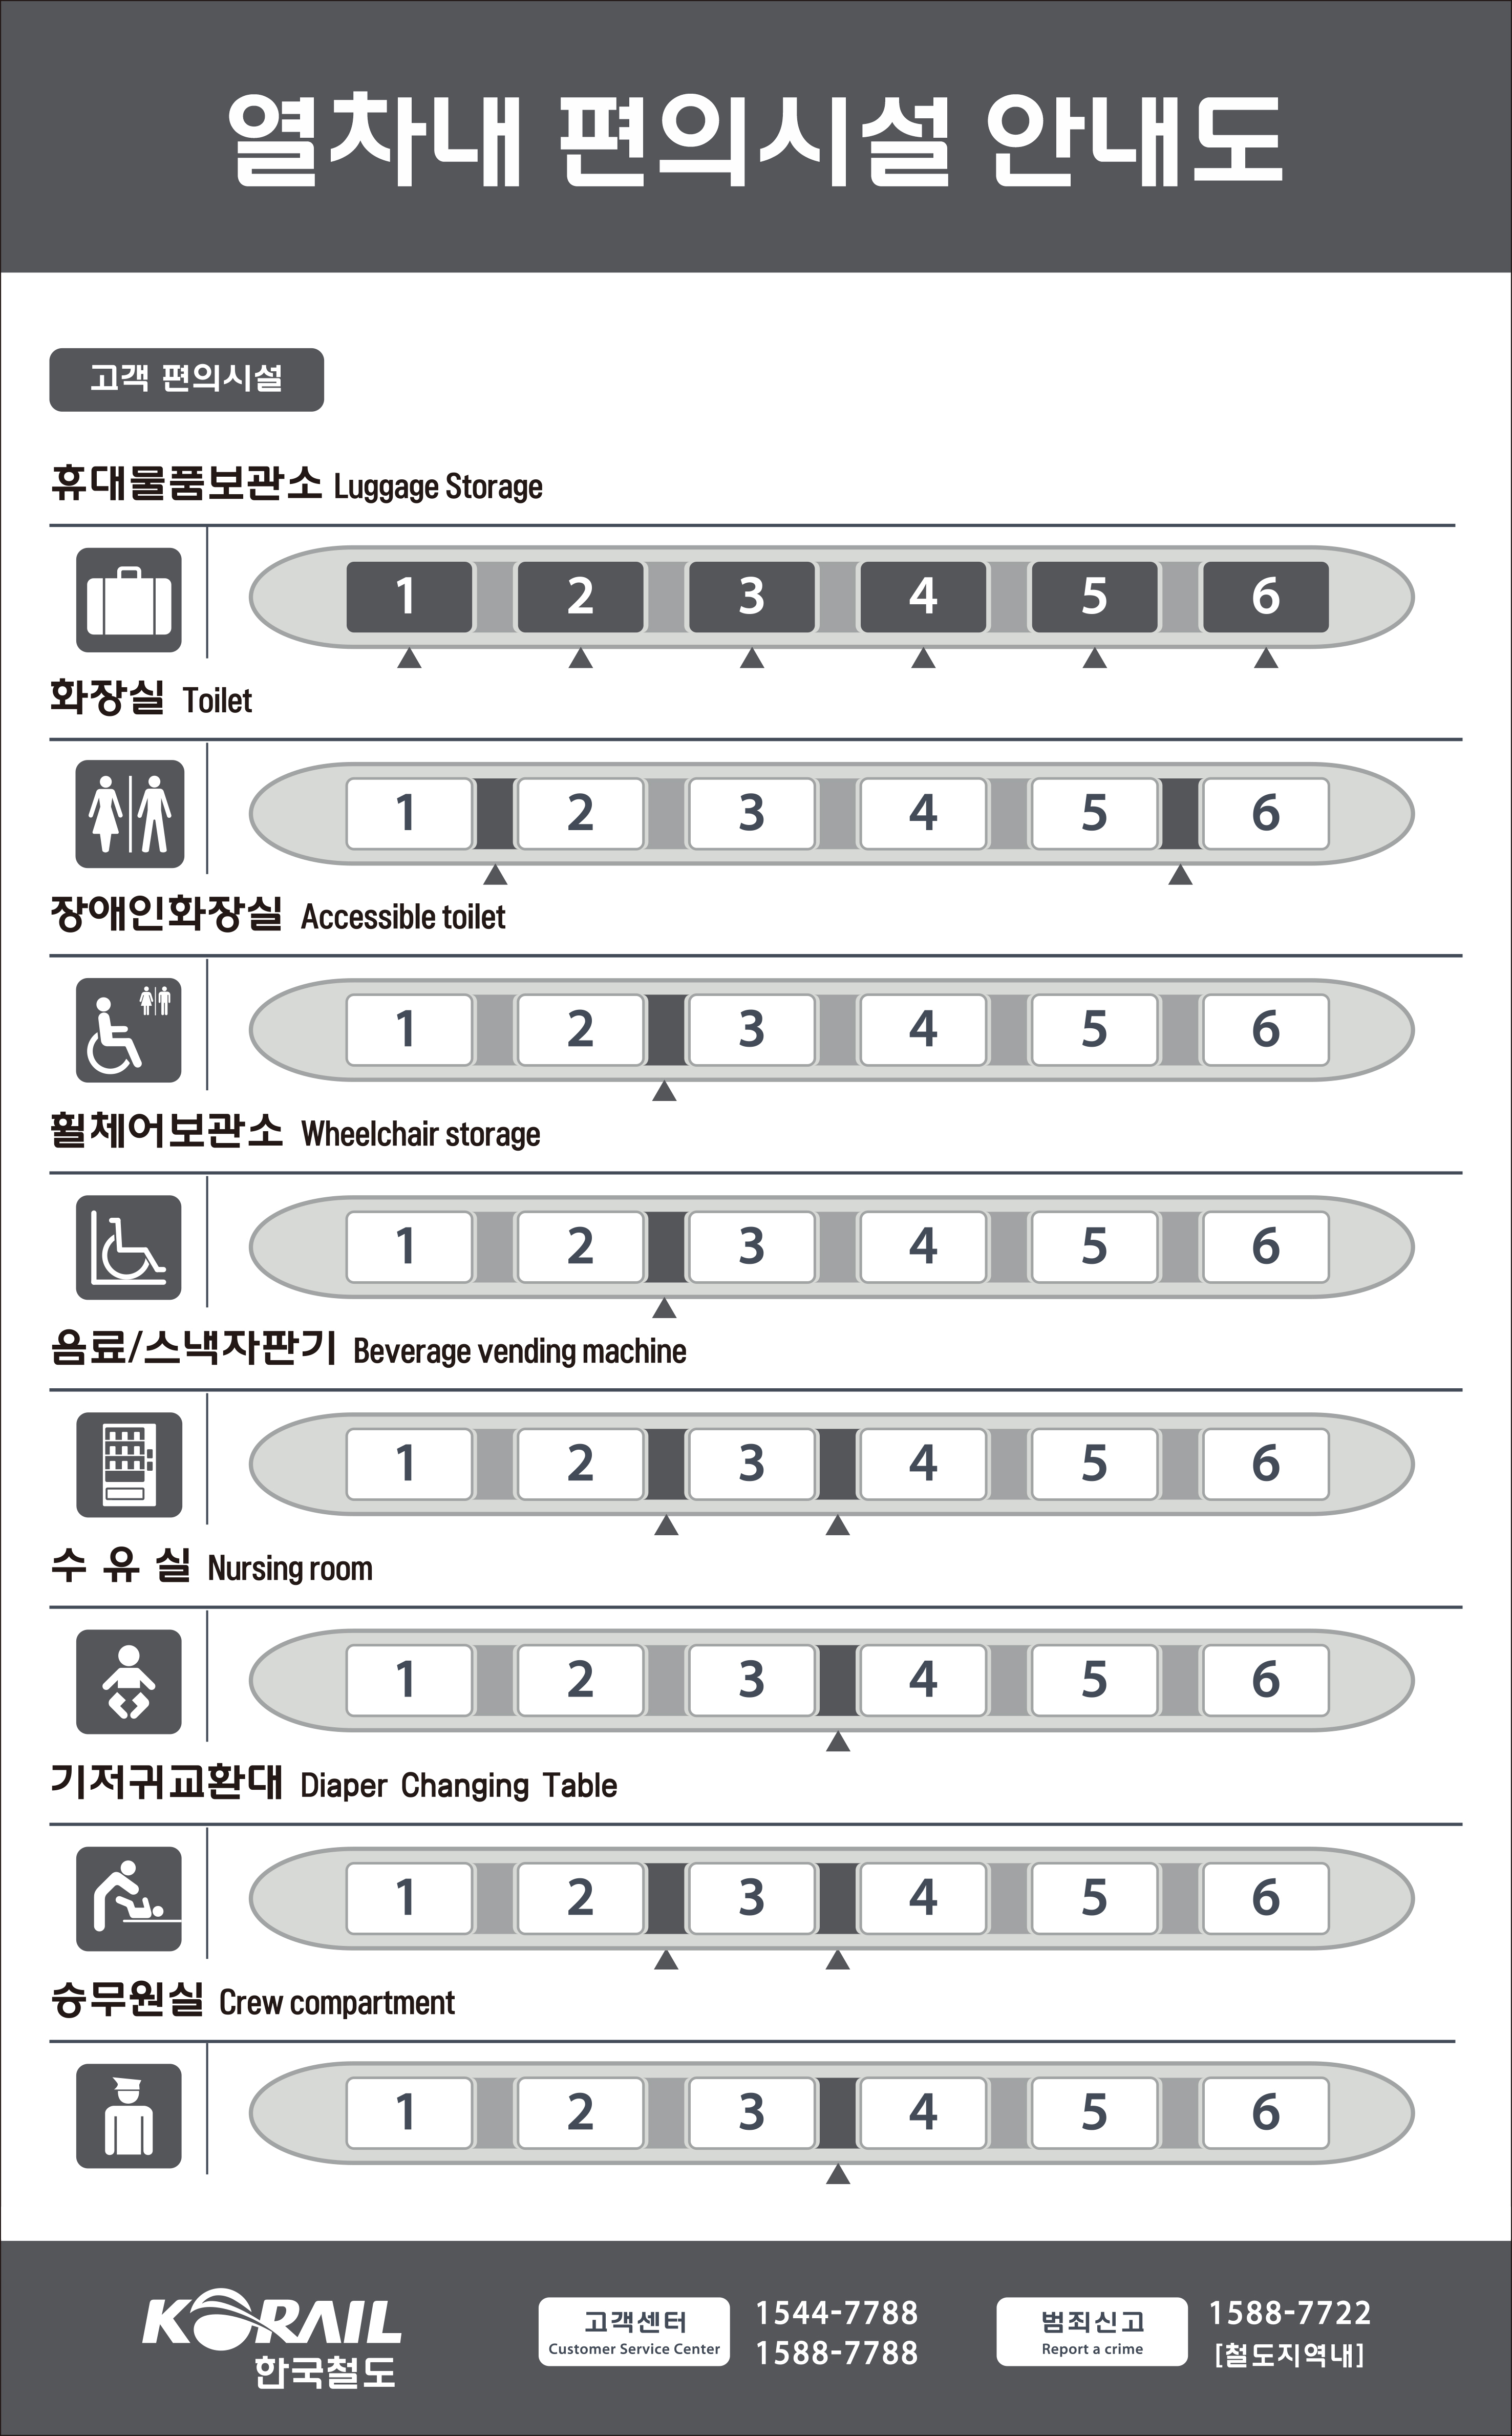 열차내 편의시설 안내도
고객 편의시설
휴대물품보관소 Luggage Storage
1 2 3 4 5 6
화장실 Toilet
1 2 3 4 5 6
장애인화장실 Accessible toilet
1 2 3 4 5 6
휠체어보관소 Wheelchair storage
1 2 3 4 5 6
음료/스낵자판기 Beverage vending machine
1 2 3 4 5 6
수 유 실 Nursing room
1 2 3 4 5 6
기저귀교환대 Diaper Changing Table
1 2 3 4 5 6
승무원실 Crew compartment
1 2 3 4 5 6
KORAIL
한국철도
고객센터
Customer Service Center
1544-7788
1588-7788
범죄신고
Report a crime
1588-7722
[철도지역내]